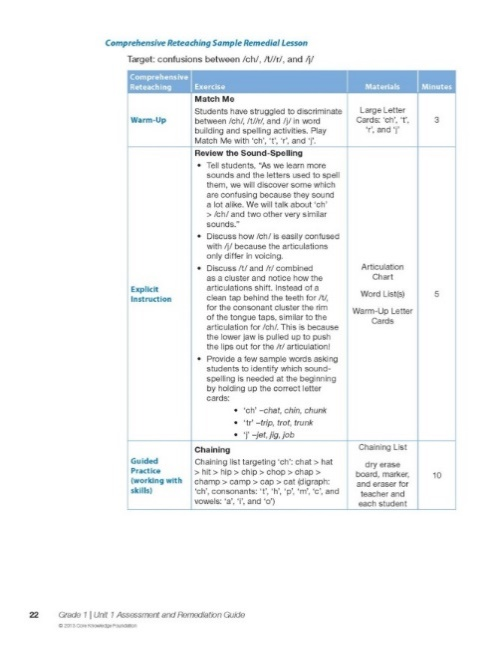 Comprehensive Reteaching Sample Remedial Lesson
Target: confusions between /ch/, /t//r/, and /j/
Comprehensive
Reteaching
Exercise
Materials
Minutes
Warm-Up
Match Me
Students have struggled to discriminate
between /ch/, /t//r/, and /j/ in word
building and spelling activities. Play
Match Me with 'ch', 't', 'r', and 'j'.
Large Letter
Cards: 'ch', 't',
'r', and 'j'
3
Explicit
Instruction
Review the Sound-Spelling
• Tell students, "As we learn more
sounds and the letters used to spell
them, we will discover some which
are confusing because they sound
a lot alike. We will talk about 'ch'
> /ch/ and two other very similar
sounds."
• Discuss how /ch/ is easily confused
with /j/ because the articulations
only differ in voicing.
• Discuss /t/ and /r/ combined
as a cluster and notice how the
articulations shift. Instead of a
clean tap behind the teeth for /t/,
for the consonant cluster the rim
of the tongue taps, similar to the
articulation for /ch/. This is because
the lower jaw is pulled up to push
the lips out for the /r/ articulation!
• Provide a few sample words asking
students to identify which sound-
spelling is needed at the beginning
by holding up the correct letter
cards:
• 'ch' –chat, chin, chunk
• 'tr' –trip, trot, trunk
• 'j' –jet, jig, job
Articulation
Chart
Word List(s)
Warm-Up Letter
Cards
5
Guided
Practice
(working with
skills)
Chaining
Chaining list targeting 'ch': chat > hat
> hit > hip > chip > chop > chap >
champ > camp > cap > cat (digraph:
'ch', consonants: 't', 'h', 'p', 'm', 'c', and
vowels: 'a', 'i', and 'o')
Chaining List
dry erase
board, marker,
and eraser for
teacher and
each student
10
22 Grade 1 | Unit 1 Assessment and Remediation Guide
© 2013 Core Knowledge Foundation